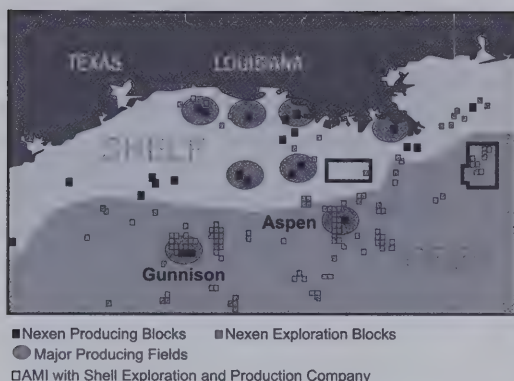 TEXAS
LOUISIANA
SHELF
Aspen
Gunnison
Nexen Producing Blocks
Nexen Exploration Blocks
Major Producing Fields
AMI with Shell Exploration and Production Company